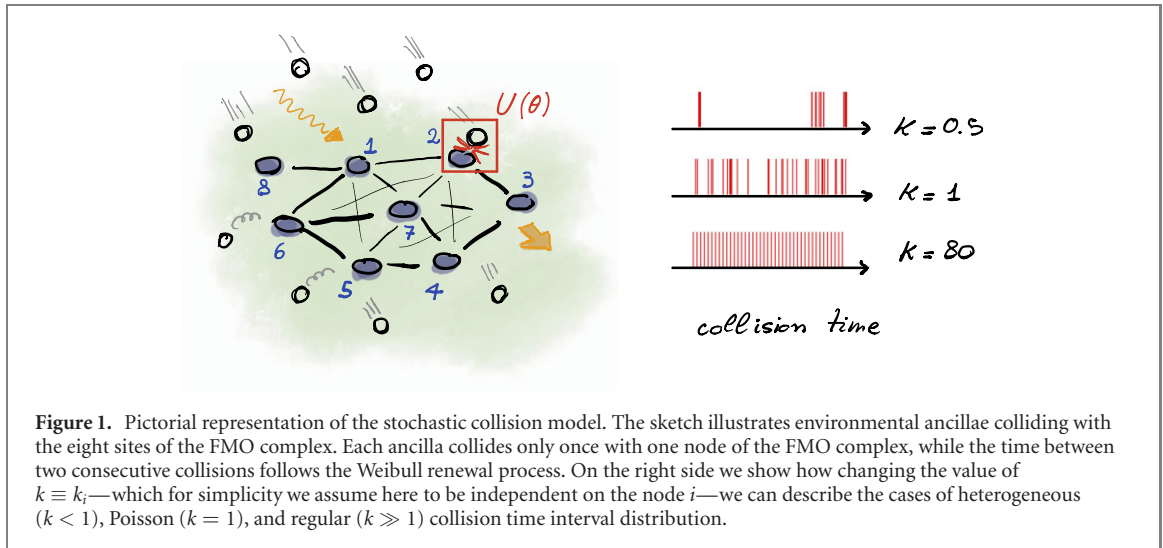 U(θ)
1
2
3
8
7
6
5
4
K = 0.5
K = 1
K = 80
collision time
Figure 1. Pictorial representation of the stochastic collision model. The sketch illustrates environmental ancillae colliding with
the eight sites of the FMO complex. Each ancilla collides only once with one node of the FMO complex, while the time between
two consecutive collisions follows the Weibull renewal process. On the right side we show how changing the value of
k ≡ kᵢ—which for simplicity we assume here to be independent on the node i—we can describe the cases of heterogeneous
(k < 1), Poisson (k = 1), and regular (k ≫ 1) collision time interval distribution.